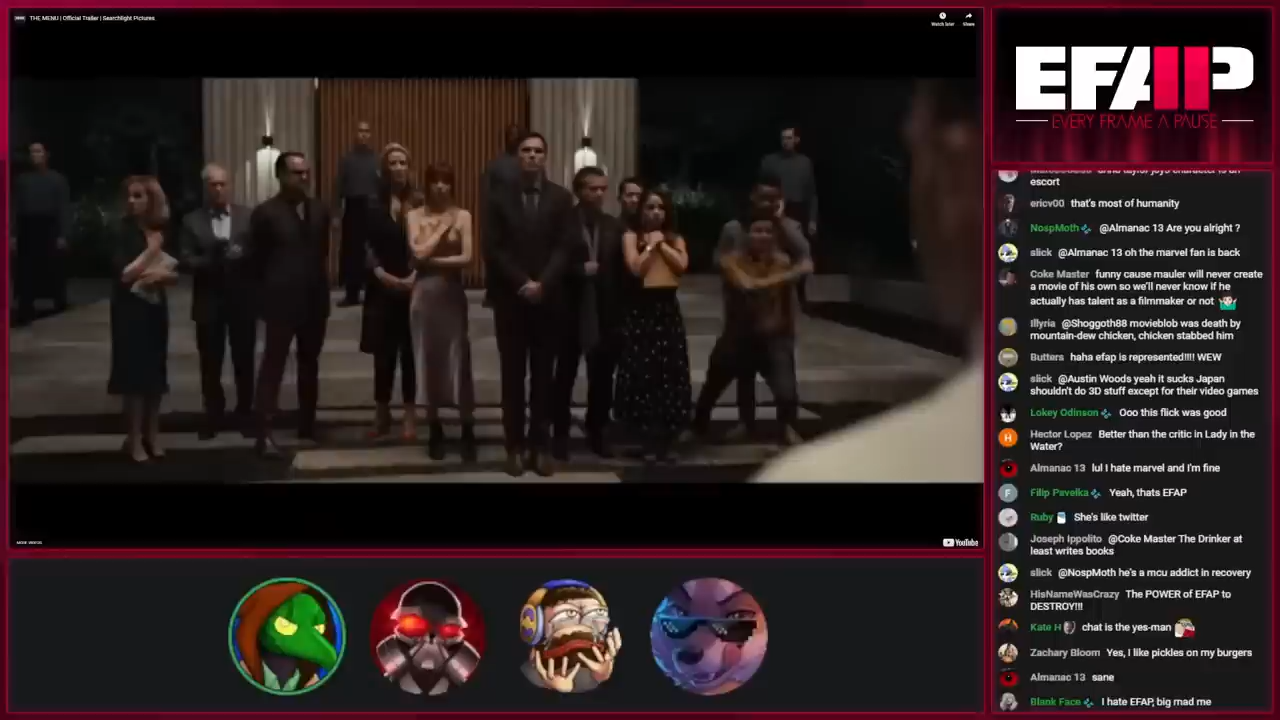 THE MENU | Official Trailer | Searchlight Pictures
Watch later
Share
MORE VIDEOS
YouTube
EFAP
EVERY FRAME A PAUSE
escort
ericv00 that's most of humanity
NospMoth @Almanac 13 Are you alright ?
slick @Almanac 13 oh the marvel fan is back
Coke Master funny cause mauler will never create
a movie of his own so we'll never know if he
actually has talent as a filmmaker or not
Illyria @Shoggoth88 movieblob was death by
mountain-dew chicken, chicken stabbed him
Butters haha efap is represented!!!! WEW
slick @Austin Woods yeah it sucks Japan
shouldn't do 3D stuff except for their video games
Lokey Odinson Ooo this flick was good
Hector Lopez Better than the critic in Lady in the
Water?
Almanac 13 lul I hate marvel and I'm fine
Filip Pavelka Yeah, thats EFAP
Ruby She's like twitter
Joseph Ippolito @Coke Master The Drinker at
least writes books
slick @NospMoth he's a mcu addict in recovery
HisNameWasCrazy The POWER of EFAP to
DESTROY!!!
Kate H chat is the yes-man
Zachary Bloom Yes, I like pickles on my burgers
Almanac 13 sane
Blank Face I hate EFAP, big mad me